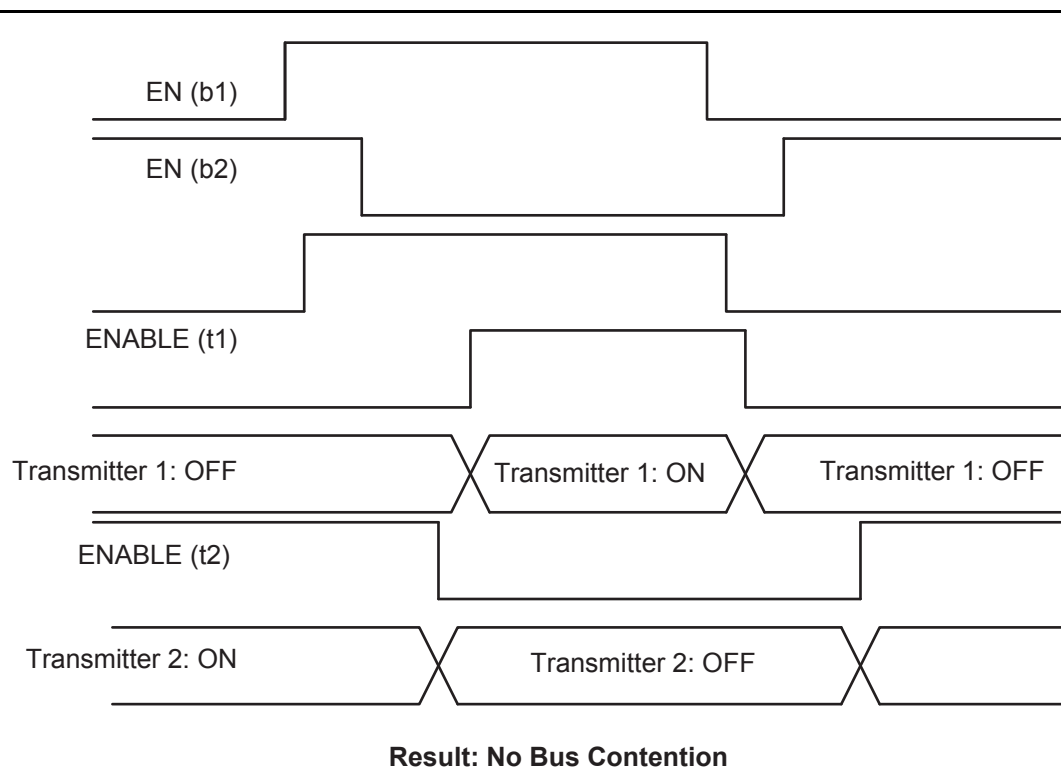 EN (b1)
EN (b2)
ENABLE (t1)
Transmitter 1: OFF
Transmitter 1: ON
Transmitter 1: OFF
ENABLE (t2)
Transmitter 2: ON
Transmitter 2: OFF
Result: No Bus Contention